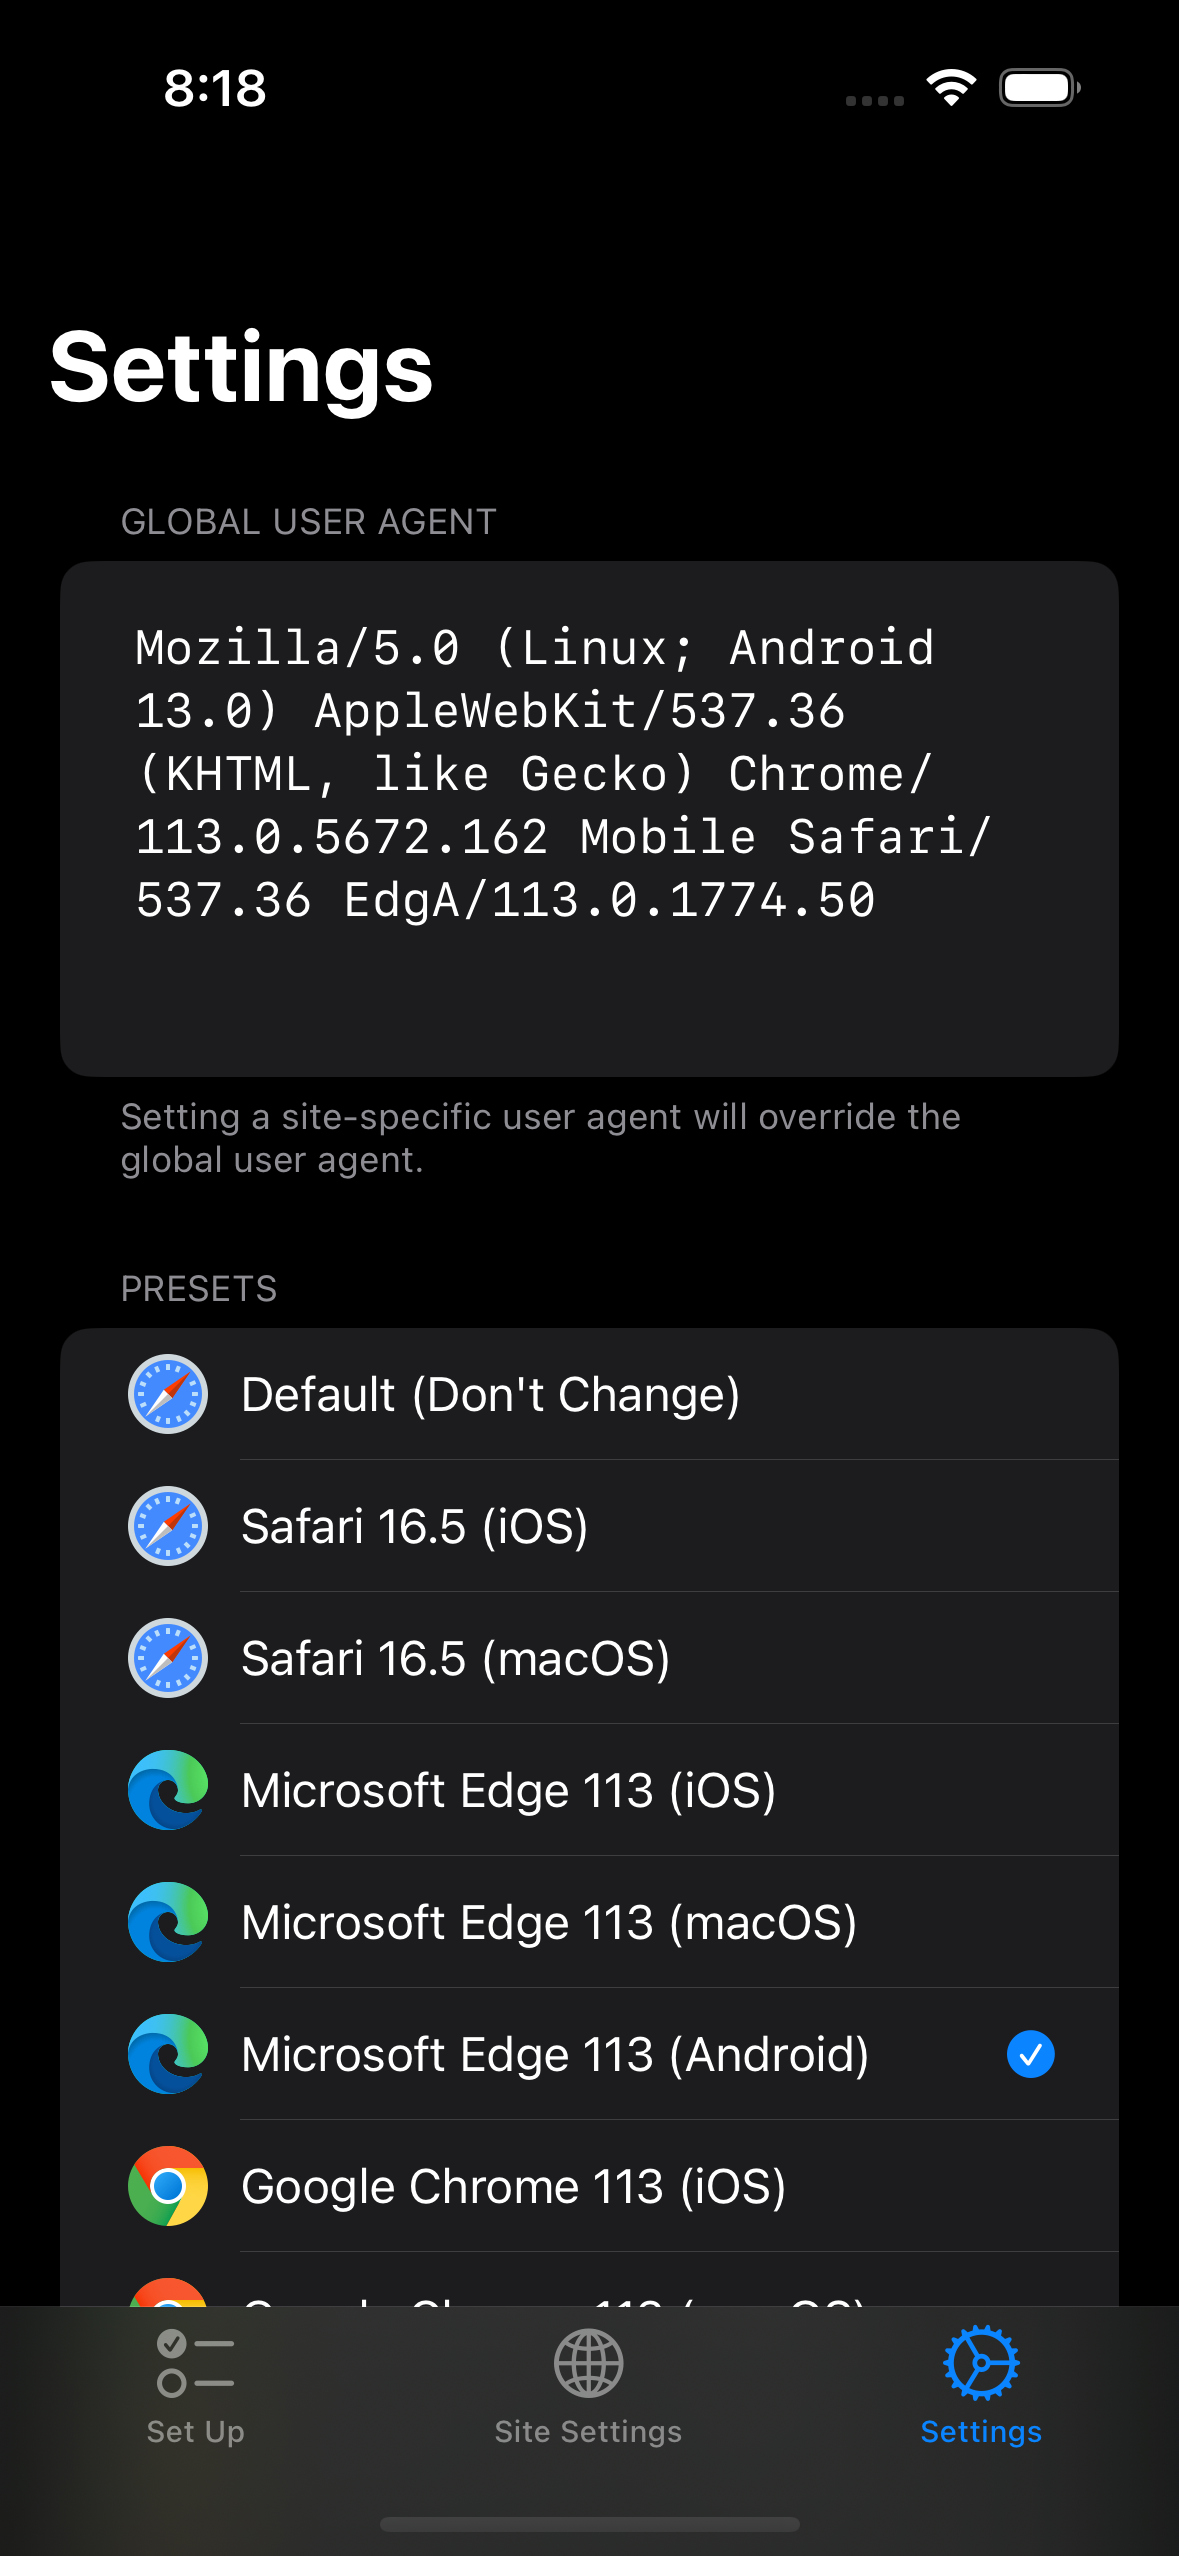 8:18
Settings
GLOBAL USER AGENT
Mozilla/5.0 (Linux; Android
13.0) AppleWebKit/537.36
(KHTML, like Gecko) Chrome/
113.0.5672.162 Mobile Safari/
537.36 EdgA/113.0.1774.50
Setting a site-specific user agent will override the
global user agent.
PRESETS
Default (Don't Change)
Safari 16.5 (iOS)
Safari 16.5 (macOS)
Microsoft Edge 113 (iOS)
Microsoft Edge 113 (macOS)
Microsoft Edge 113 (Android)
Google Chrome 113 (iOS)
Set Up
Site Settings
Settings